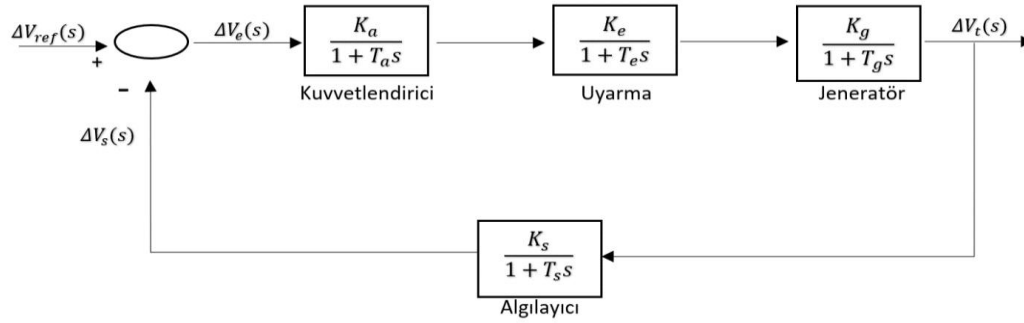 ΔV_ref(s)
+
−
ΔV_e(s)
K_a
1 + T_a s
Kuvvetlendirici
K_e
1 + T_e s
Uyarma
K_g
1 + T_g s
Jeneratör
ΔV_t(s)
ΔV_s(s)
K_s
1 + T_s s
Algılayıcı